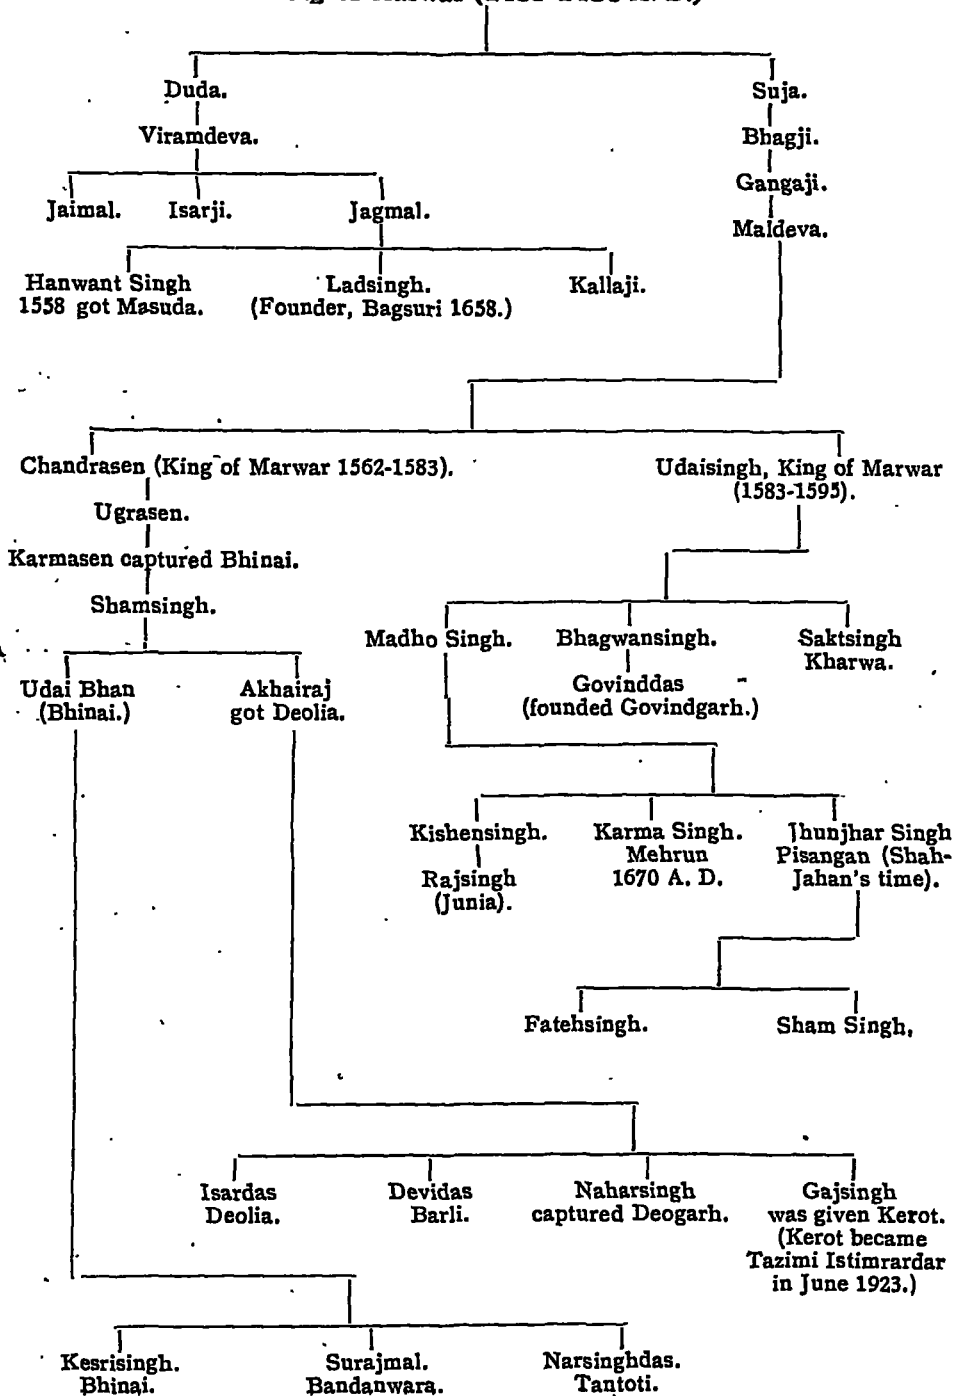 of
Duda.
Suja.
Viramdeva.
Bhagji.
Gangaji.
Jaimal.
Isarji.
Jagmal.
Maldeva.
Hanwant Singh
1558 got Masuda.
Ladsingh.
(Founder, Bagsuri 1658.)
Kallaji.
Chandrasen (King of Marwar 1562-1583).
Udaisingh, King of Marwar
(1583-1595).
Ugrasen.
Karmasen captured Bhinai.
Shamsingh.
Madho Singh.
Bhagwansingh.
Saktsingh
Kharwa.
Govinddas
(founded Govindgarh.)
Udai Bhan
(Bhinai.)
Akhairaj
got Deolia.
Kishensingh.
Karma Singh.
Mehrun
1670 A. D.
Jhunjhar Singh
Pisangan (Shah-
Jahan's time).
Rajsingh
(Junia).
Fatehsingh.
Sham Singh,
Isardas
Deolia.
Devidas
Barli.
Naharsingh
captured Deogarh.
Gajsingh
was given Kerot.
(Kerot became
Tazimi Istimrardar
in June 1923.)
Kesrisingh.
Bhinai.
Surajmal.
Bandanwara.
Narsinghdas.
Tantoti.